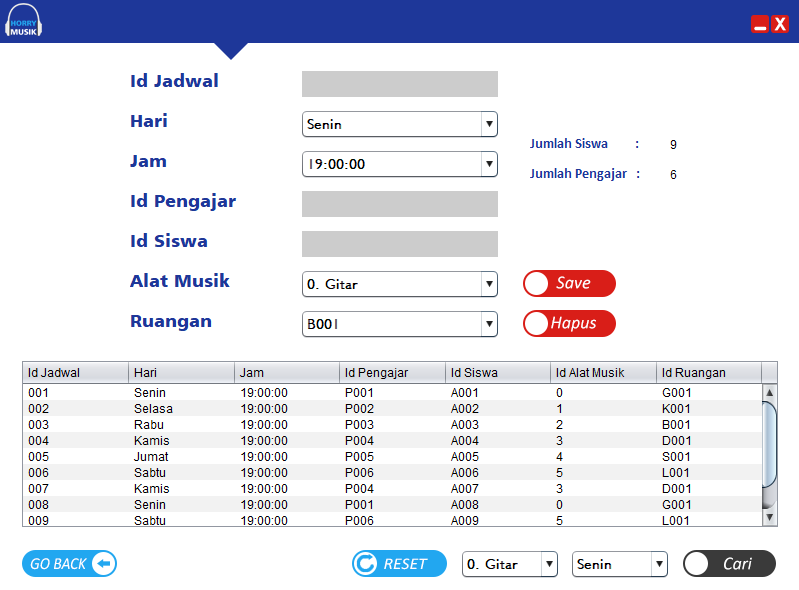 HORRY
MUSIK
X
Id Jadwal
Hari Senin
Jumlah Siswa : 9
Jam 19:00:00
Jumlah Pengajar : 6
Id Pengajar
Id Siswa
Alat Musik 0. Gitar Save
Ruangan B001 Hapus
Id Jadwal Hari Jam Id Pengajar Id Siswa Id Alat Musik Id Ruangan
001 Senin 19:00:00 P001 A001 0 G001
002 Selasa 19:00:00 P002 A002 1 K001
003 Rabu 19:00:00 P003 A003 2 B001
004 Kamis 19:00:00 P004 A004 3 D001
005 Jumat 19:00:00 P005 A005 4 S001
006 Sabtu 19:00:00 P006 A006 5 L001
007 Kamis 19:00:00 P004 A007 3 D001
008 Senin 19:00:00 P001 A008 0 G001
009 Sabtu 19:00:00 P006 A009 5 L001
GO BACK RESET 0. Gitar Senin Cari